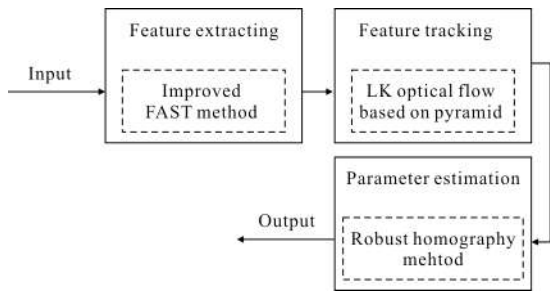 Input
Feature extracting
Improved
FAST method
Feature tracking
LK optical flow
based on pyramid
Parameter estimation
Robust homography
mehtod
Output